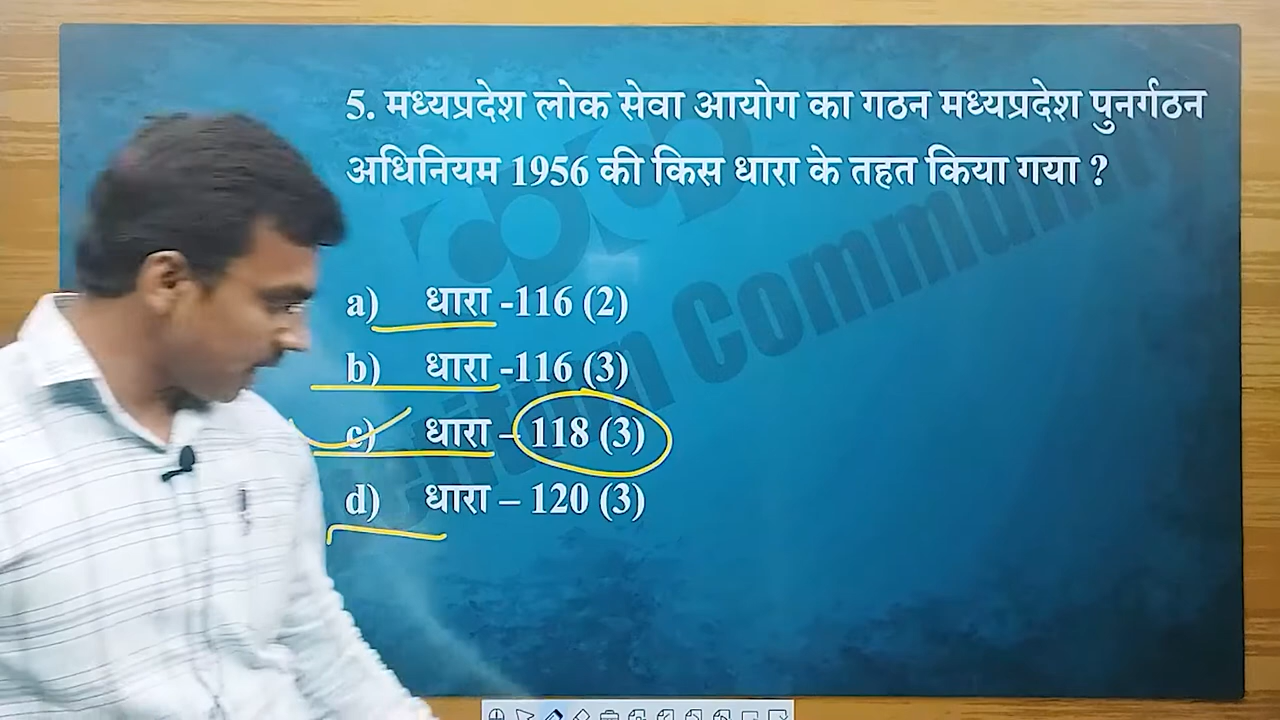 5. मध्यप्रदेश लोक सेवा आयोग का गठन मध्यप्रदेश पुनर्गठन
अधिनियम 1956 की किस धारा के तहत किया गया ?
a) धारा -116 (2)
b) धारा -116 (3)
c) धारा – 118 (3)
d) धारा – 120 (3)
Community